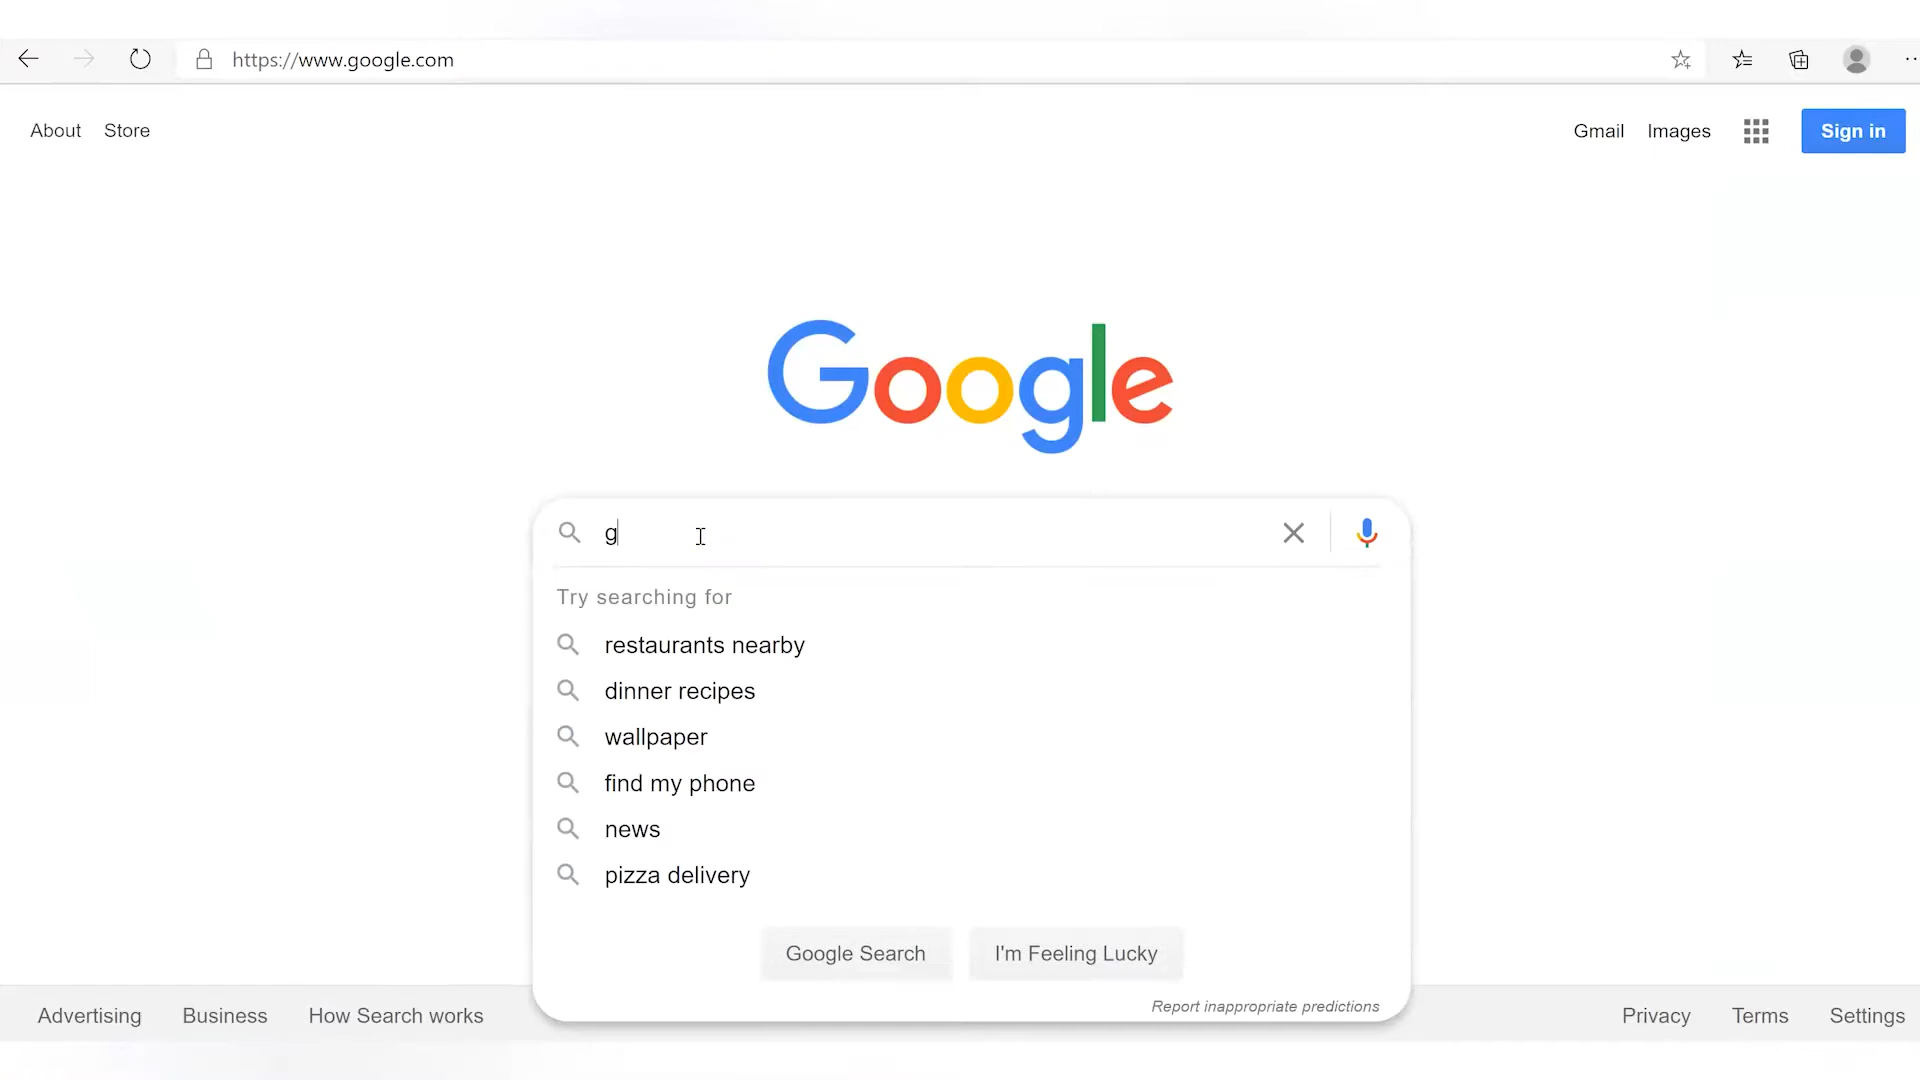 https://www.google.com
About Store Gmail Images Sign in
Google
g
Try searching for
restaurants nearby
dinner recipes
wallpaper
find my phone
news
pizza delivery
Google Search I'm Feeling Lucky
Report inappropriate predictions
Advertising Business How Search works Privacy Terms Settings